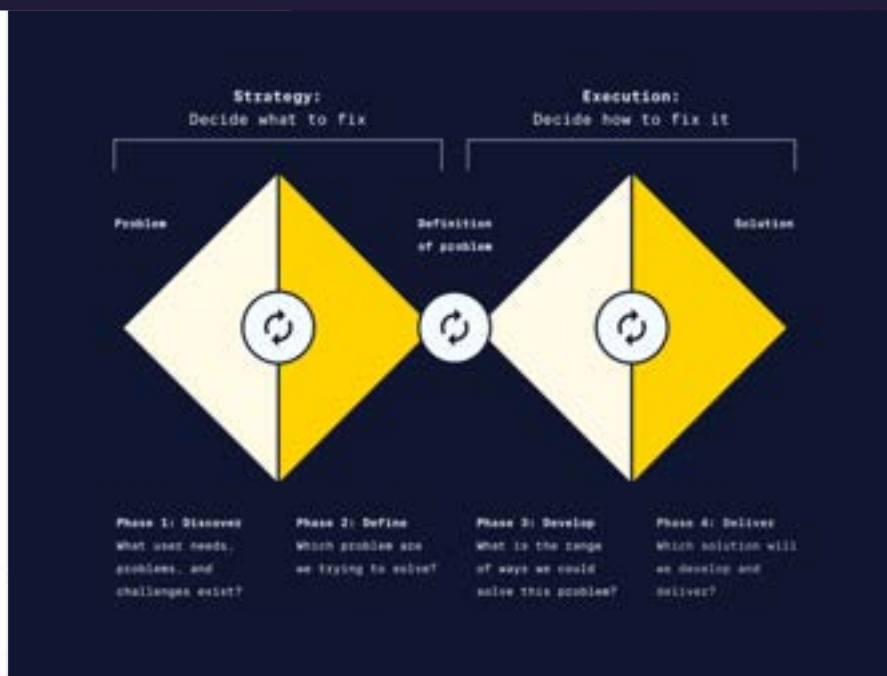 Strategy:
Decide what to fix
Execution:
Decide how to fix it
Problem
Definition
of problem
Solution
Phase 1: Discover
What user needs,
problems, and
challenges exist?
Phase 2: Define
Which problem are
we trying to solve?
Phase 3: Develop
What is the range
of ways we could
solve this problem?
Phase 4: Deliver
Which solution will
we develop and
deliver?